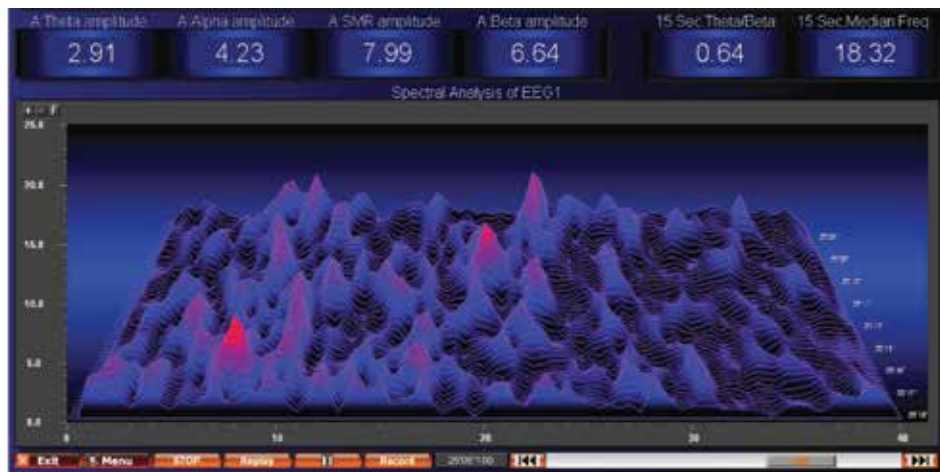 A.Theta amplitude A.Alpha amplitude A.SMR amplitude A.Beta amplitude 15 Sec.Theta/Beta 15 Sec.Median Freq
2.91 4.23 7.99 6.64 0.64 18.32
Spectral Analysis of EEG1
+ - F
25.0
20.0
15.0
10.0
5.0
0.0
0 10 20 30 40
X Exit S. Menu STOP Replay Record